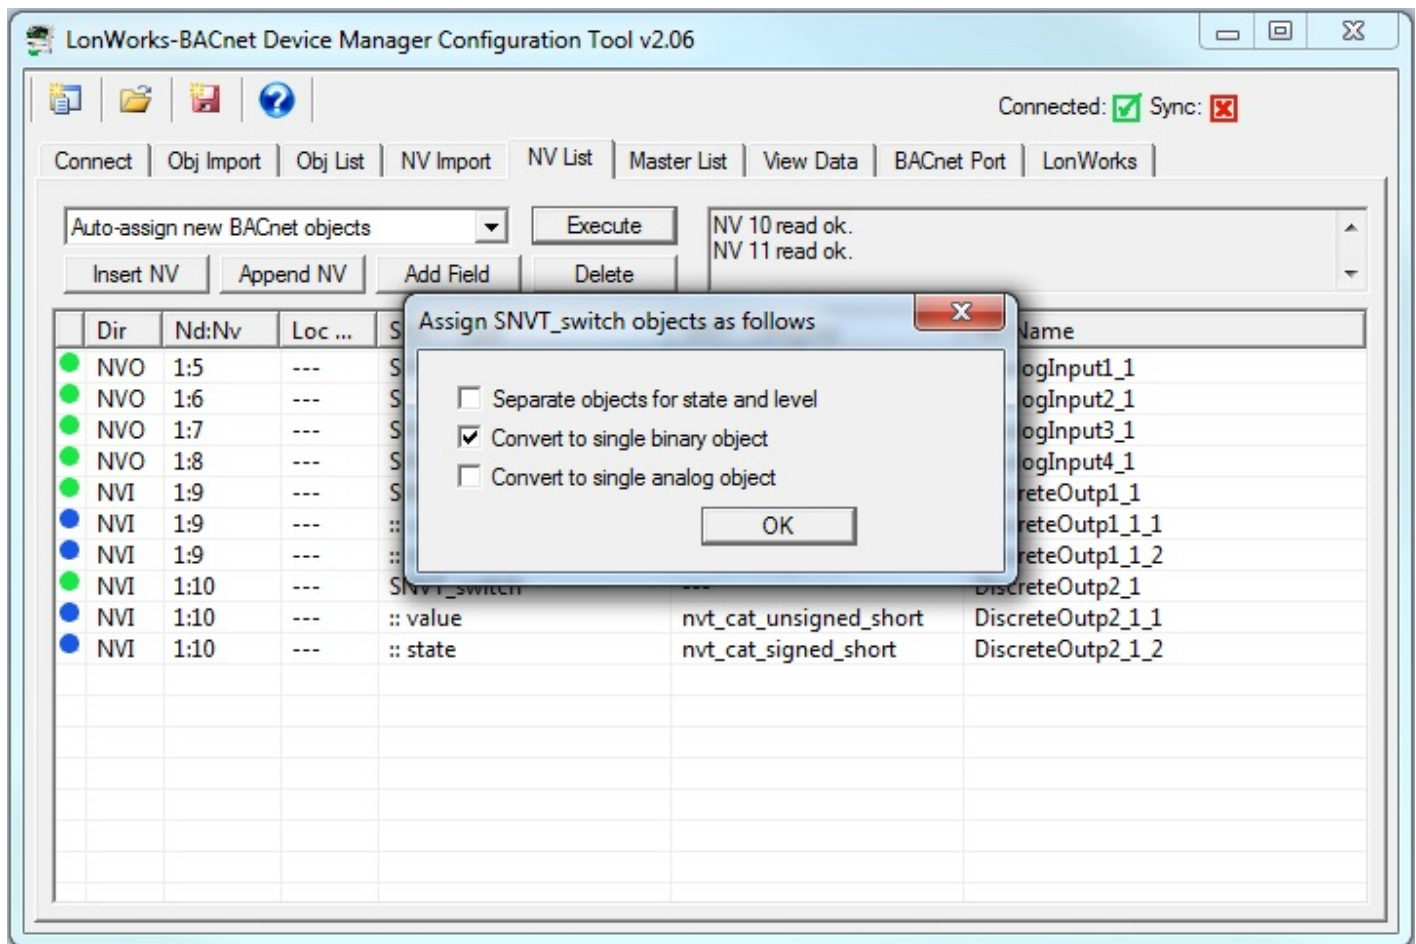 LonWorks-BACnet Device Manager Configuration Tool v2.06
Connected: Sync:
Connect Obj Import Obj List NV Import NV List Master List View Data BACnet Port LonWorks
Auto-assign new BACnet objects Execute NV 10 read ok.
NV 11 read ok.
Insert NV Append NV Add Field Delete
Assign SNVT_switch objects as follows
Separate objects for state and level
Convert to single binary object
Convert to single analog object
OK
Dir Nd:Nv Loc ...
NVO 1:5 --- ogInput1_1
NVO 1:6 --- ogInput2_1
NVO 1:7 --- ogInput3_1
NVO 1:8 --- ogInput4_1
NVI 1:9 --- reteOutp1_1
NVI 1:9 --- :: reteOutp1_1_1
NVI 1:9 --- :: reteOutp1_1_2
NVI 1:10 --- SNVT_switch --- DiscreteOutp2_1
NVI 1:10 --- :: value nvt_cat_unsigned_short DiscreteOutp2_1_1
NVI 1:10 --- :: state nvt_cat_signed_short DiscreteOutp2_1_2